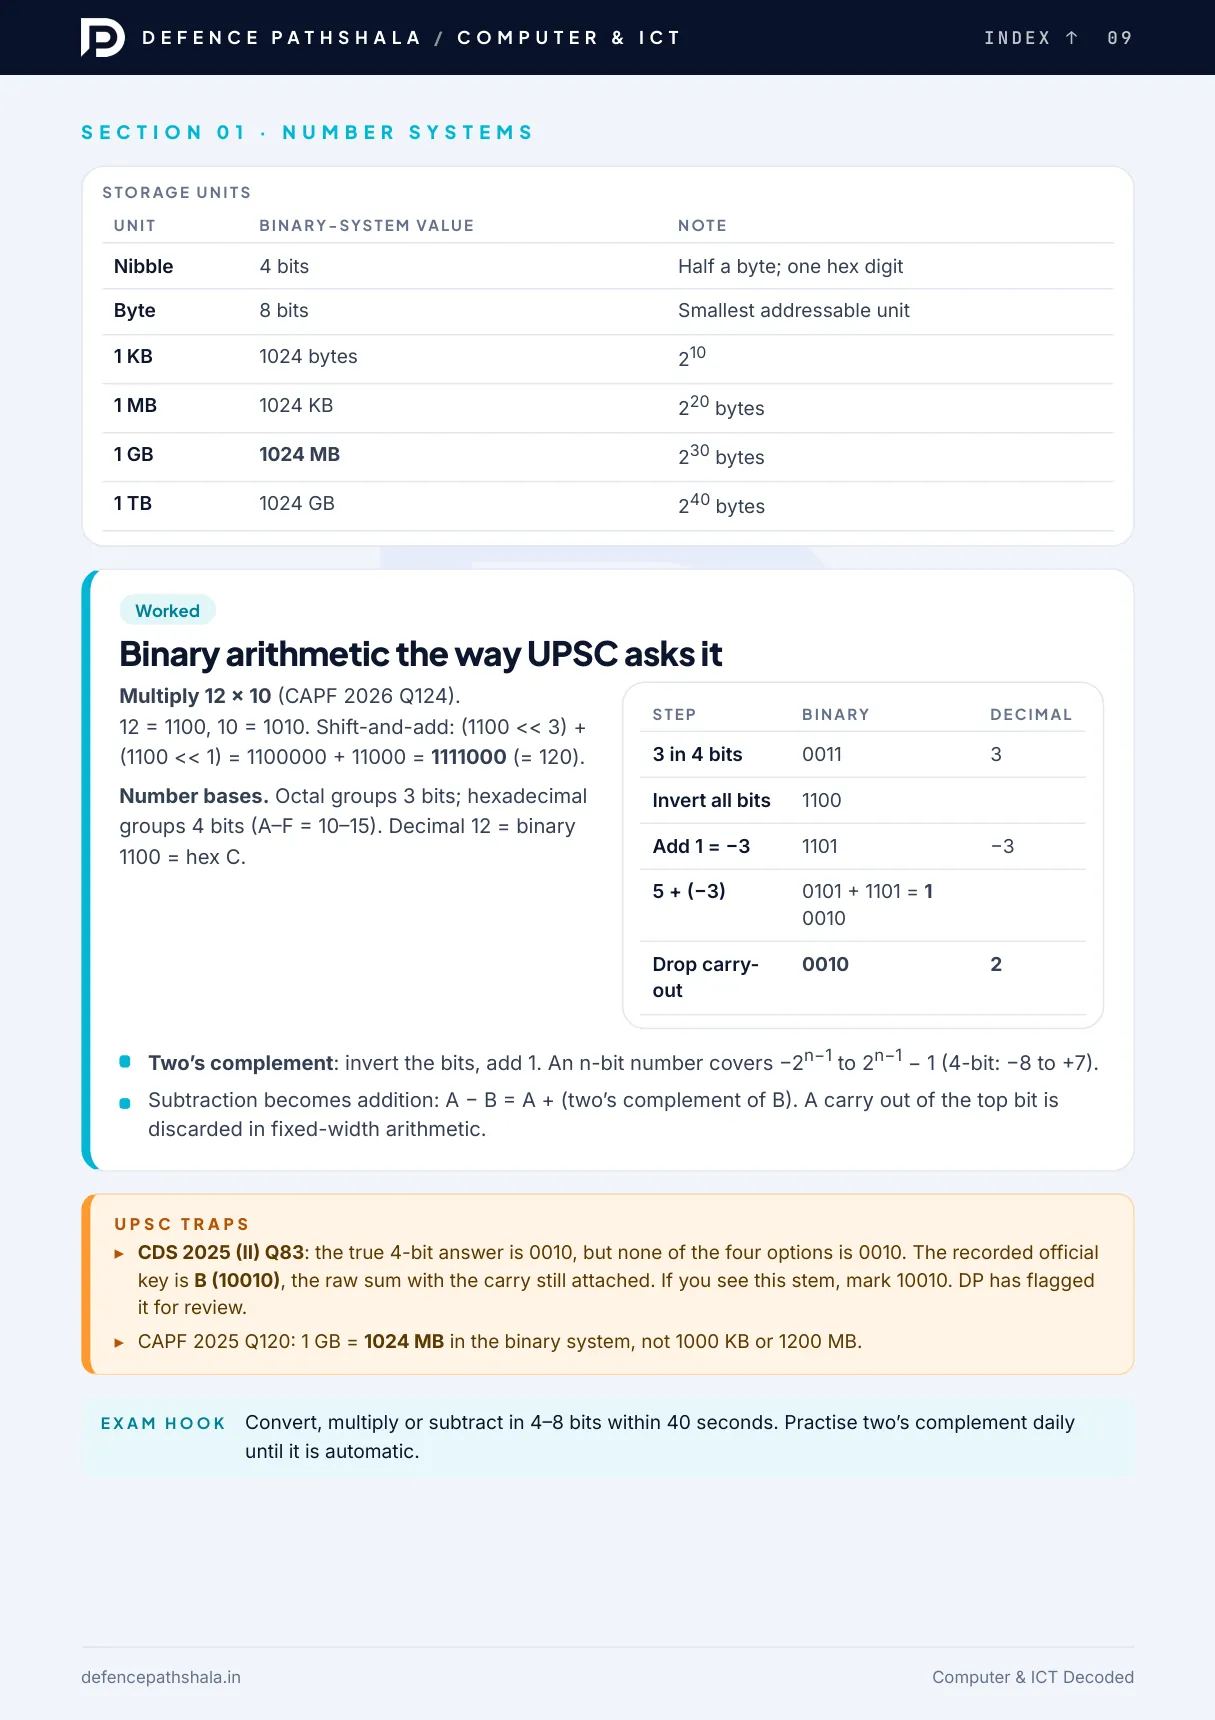 DEFENCE PATHSHALA / COMPUTER & ICT
INDEX ↑ 09
SECTION 01 · NUMBER SYSTEMS
STORAGE UNITS
UNIT BINARY-SYSTEM VALUE NOTE
Nibble 4 bits Half a byte; one hex digit
Byte 8 bits Smallest addressable unit
1 KB 1024 bytes 2¹⁰
1 MB 1024 KB 2²⁰ bytes
1 GB 1024 MB 2³⁰ bytes
1 TB 1024 GB 2⁴⁰ bytes
Worked
Binary arithmetic the way UPSC asks it
Multiply 12 × 10 (CAPF 2026 Q124).
12 = 1100, 10 = 1010. Shift-and-add: (1100 << 3) +
(1100 << 1) = 1100000 + 11000 = 1111000 (= 120).
Number bases. Octal groups 3 bits; hexadecimal
groups 4 bits (A–F = 10–15). Decimal 12 = binary
1100 = hex C.
STEP BINARY DECIMAL
3 in 4 bits 0011 3
Invert all bits 1100
Add 1 = −3 1101 −3
5 + (−3) 0101 + 1101 = 1
0010
Drop carry- 0010 2
out
Two's complement: invert the bits, add 1. An n-bit number covers −2ⁿ⁻¹ to 2ⁿ⁻¹ − 1 (4-bit: −8 to +7).
Subtraction becomes addition: A − B = A + (two's complement of B). A carry out of the top bit is
discarded in fixed-width arithmetic.
UPSC TRAPS
▸ CDS 2025 (II) Q83: the true 4-bit answer is 0010, but none of the four options is 0010. The recorded official
key is B (10010), the raw sum with the carry still attached. If you see this stem, mark 10010. DP has flagged
it for review.
▸ CAPF 2025 Q120: 1 GB = 1024 MB in the binary system, not 1000 KB or 1200 MB.
EXAM HOOK Convert, multiply or subtract in 4–8 bits within 40 seconds. Practise two's complement daily
until it is automatic.
defencepathshala.in
Computer & ICT Decoded